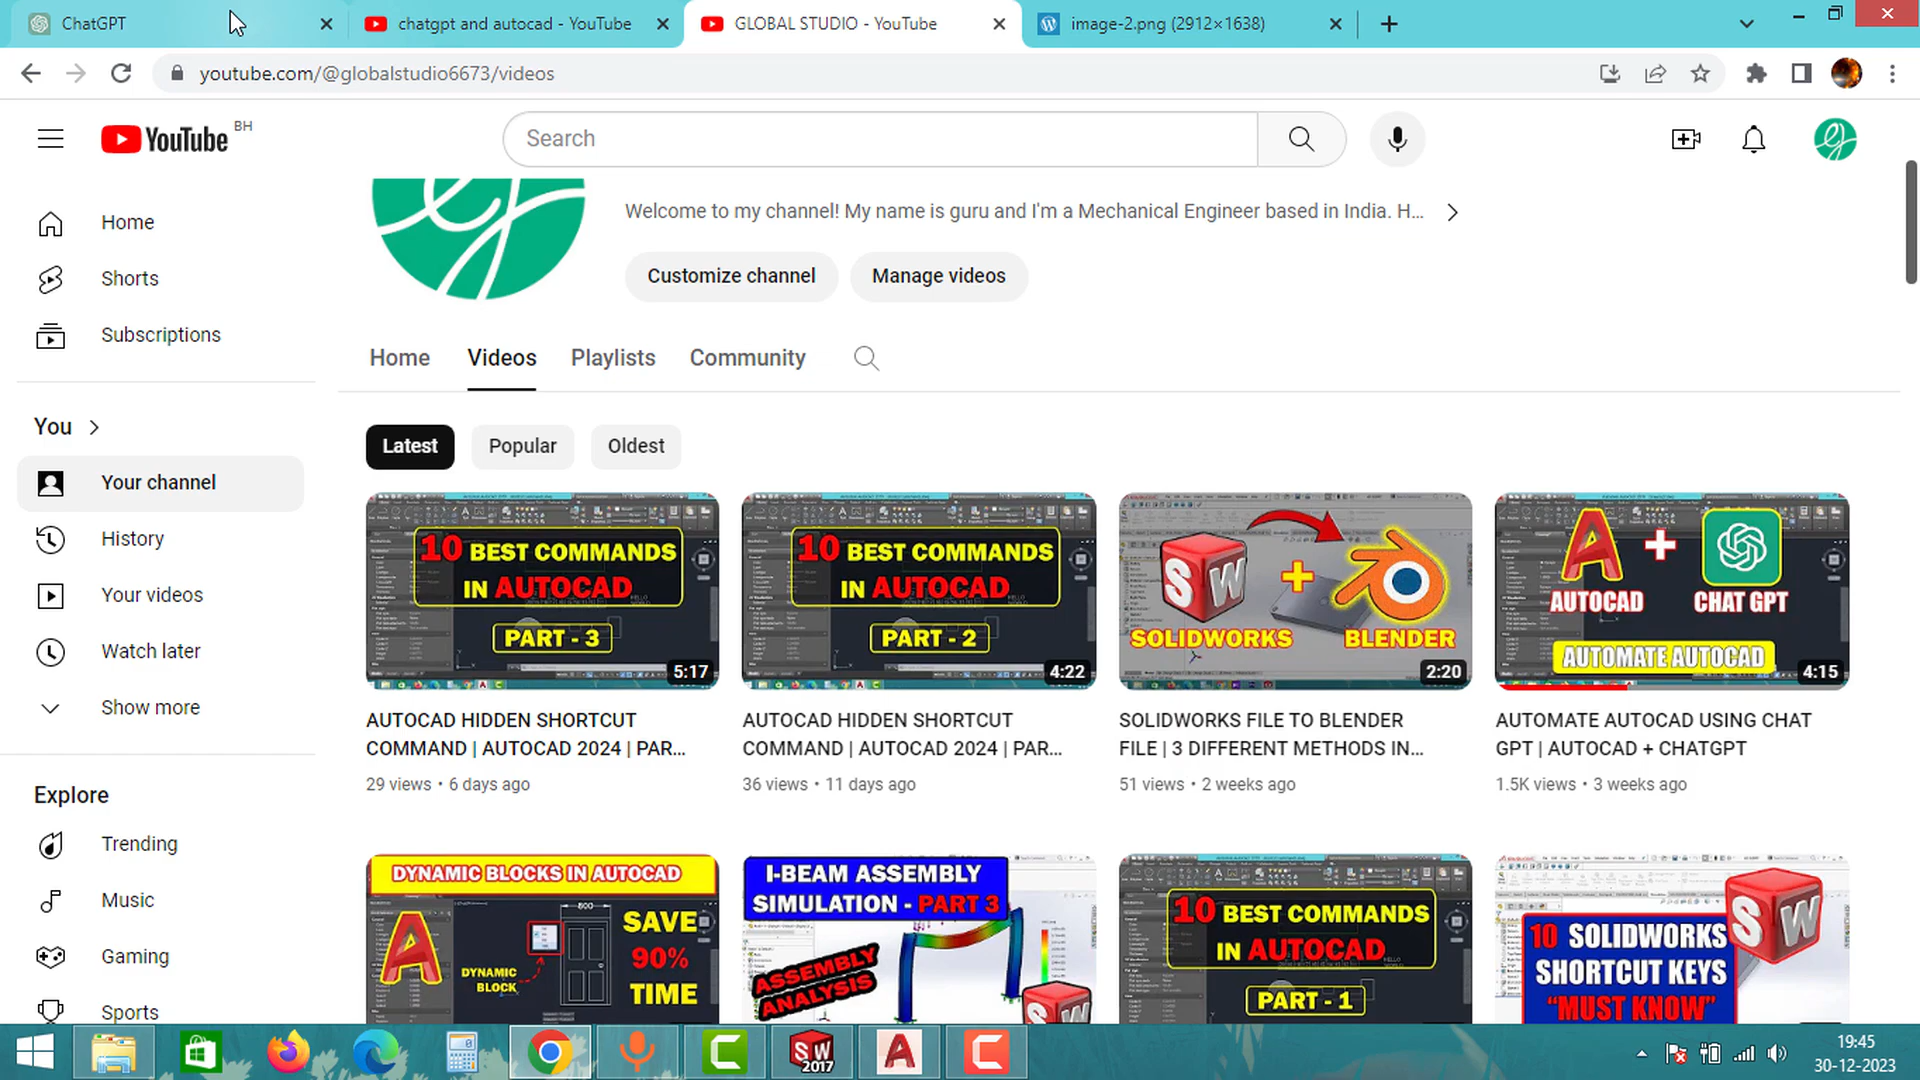 ChatGPT
chatgpt and autocad - YouTube
GLOBAL STUDIO - YouTube
image-2.png (2912×1638)
youtube.com/@globalstudio6673/videos
YouTube BH
Search
Welcome to my channel! My name is guru and I'm a Mechanical Engineer based in India. H...
Customize channel
Manage videos
Home
Shorts
Subscriptions
You
Your channel
History
Your videos
Watch later
Show more
Explore
Trending
Music
Gaming
Sports
Home
Videos
Playlists
Community
Latest
Popular
Oldest
10 BEST COMMANDS
IN AUTOCAD
PART - 3
5:17
AUTOCAD HIDDEN SHORTCUT
COMMAND | AUTOCAD 2024 | PAR...
29 views • 6 days ago
10 BEST COMMANDS
IN AUTOCAD
PART - 2
4:22
AUTOCAD HIDDEN SHORTCUT
COMMAND | AUTOCAD 2024 | PAR...
36 views • 11 days ago
SW
SOLIDWORKS
BLENDER
2:20
SOLIDWORKS FILE TO BLENDER
FILE | 3 DIFFERENT METHODS IN...
51 views • 2 weeks ago
AUTOCAD
CHAT GPT
AUTOMATE AUTOCAD
4:15
AUTOMATE AUTOCAD USING CHAT
GPT | AUTOCAD + CHATGPT
1.5K views • 3 weeks ago
DYNAMIC BLOCKS IN AUTOCAD
800
DYNAMIC
BLOCK
SAVE
90%
TIME
I-BEAM ASSEMBLY
SIMULATION - PART 3
ASSEMBLY
ANALYSIS
SW
10 BEST COMMANDS
IN AUTOCAD
PART - 1
SW
10 SOLIDWORKS
SHORTCUT KEYS
"MUST KNOW"
SW
2017
19:45
30-12-2023